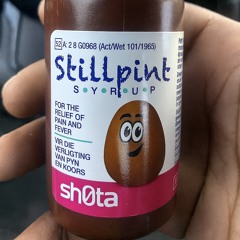 S2 A: 2 8 G0968 (Act/Wet 101/1965)
Stillpint
S•Y•R•U•P
FOR THE
RELIEF OF
PAIN AND
FEVER
VIR DIE
VERLIGTING
VAN PYN
EN KOORS
sh0ta